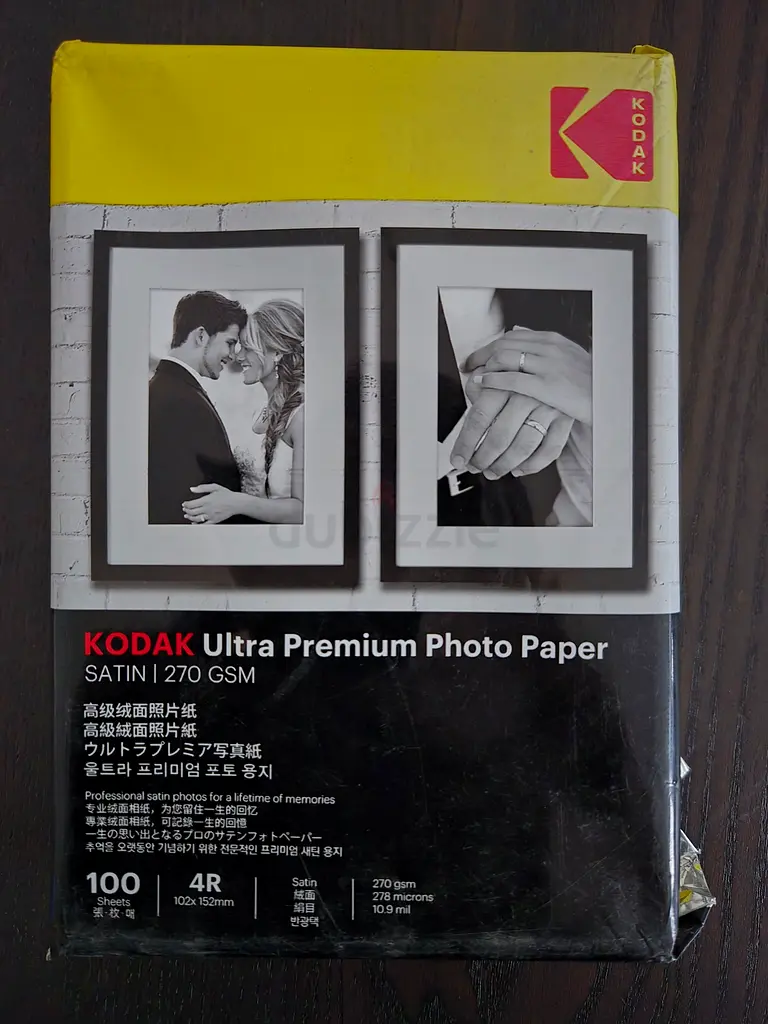 KODAK
dubizzle
KODAK Ultra Premium Photo Paper
SATIN | 270 GSM
高级绒面照片纸
高級絨面照片紙
ウルトラプレミア写真紙
울트라 프리미엄 포토 용지
Professional satin photos for a lifetime of memories
专业绒面相纸，为您留住一生的回忆
專業絨面相紙，可記錄一生的回憶
一生の思い出となるプロのサテンフォトペーパー
추억을 오랫동안 기념하기 위한 전문적인 프리미엄 새틴 용지
100
Sheets
張·枚·매
4R
102x 152mm
Satin
絨面
絹目
반광택
270 gsm
278 microns
10.9 mil